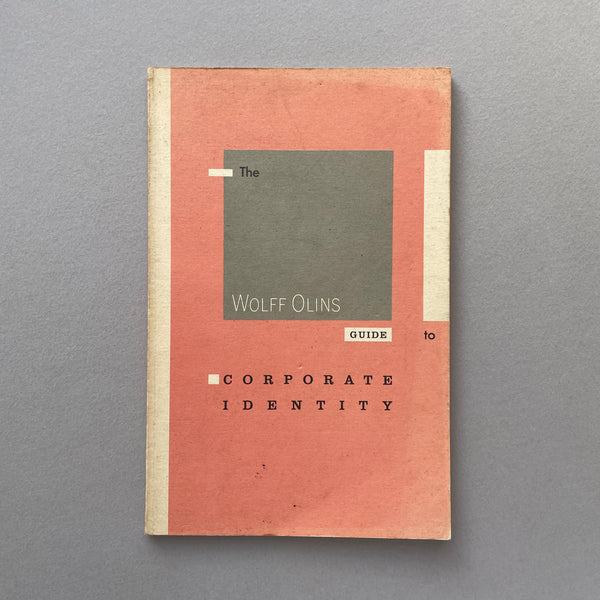 The
WOLFF OLINS
GUIDE to
CORPORATE
IDENTITY